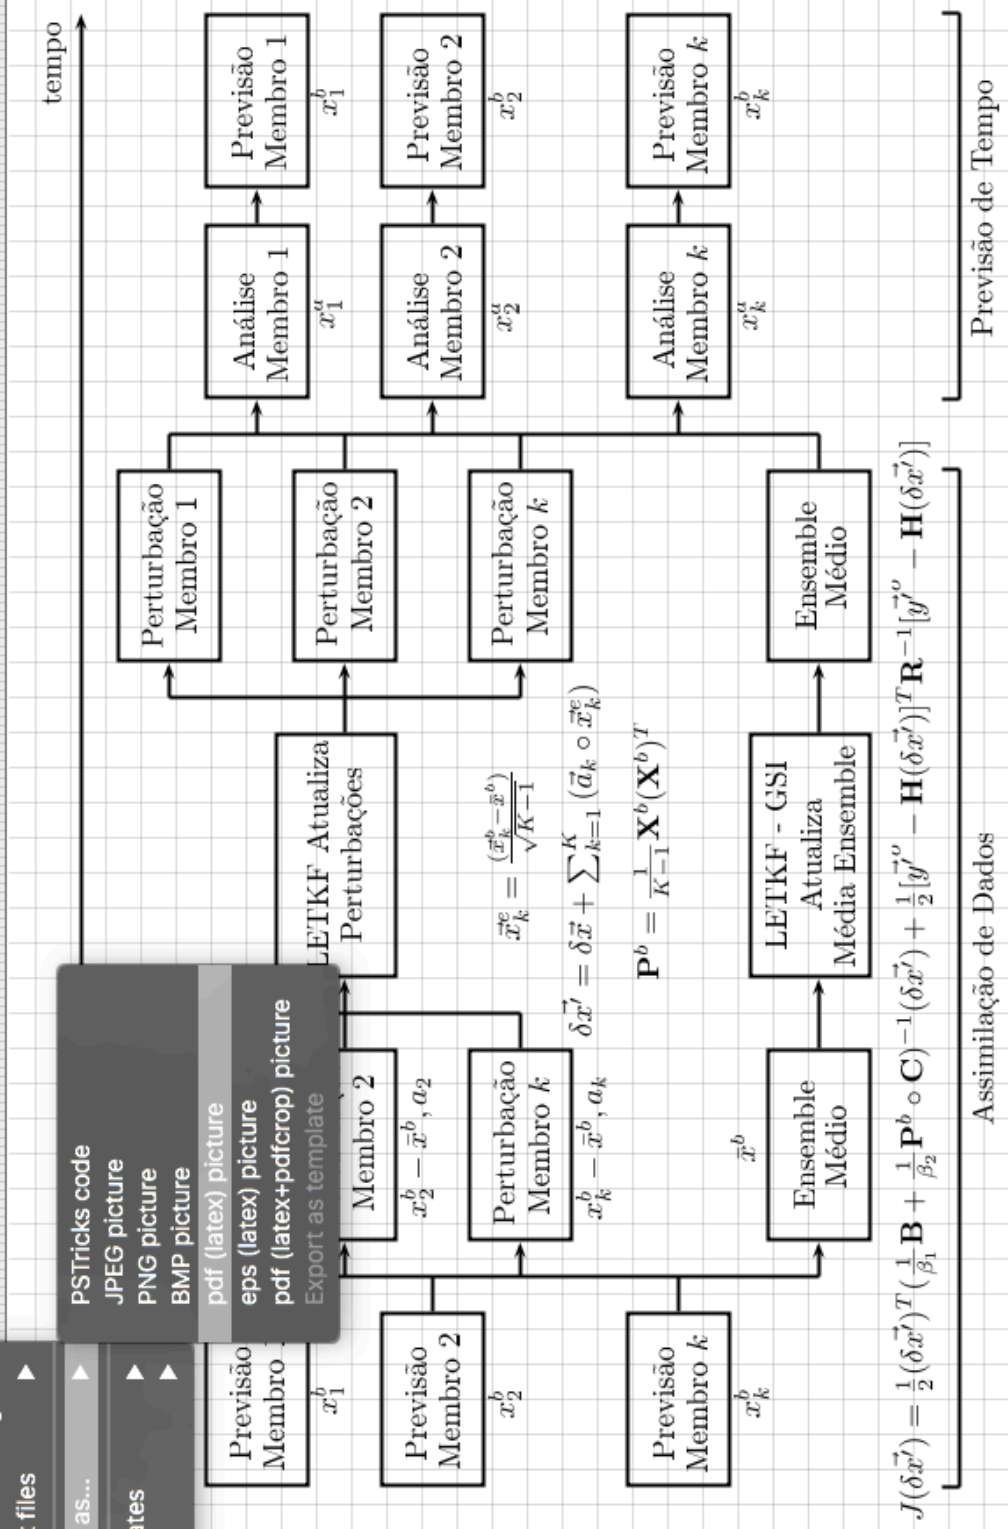 tempo
files
as...
ates
PSTricks code
JPEG picture
PNG picture
BMP picture
pdf (latex) picture
eps (latex) picture
pdf (latex+pdfcrop) picture
Export as template
Previsão
Membro
x_1^b
Previsão
Membro 2
x_2^b
Previsão
Membro k
x_k^b
Membro 2
x_2^b − x̄^b, a_2
Perturbação
Membro k
x_k^b − x̄^b, a_k
x̄^b
Ensemble
Médio
LETKF Atualiza
Perturbações
x⃗_k^e = (x⃗_k^b − x̄^b) / √(K−1)
δx⃗′ = δx⃗ + ∑_{k=1}^K (a⃗_k ∘ x⃗_k^e)
P^b = 1/(K−1) X^b(X^b)^T
LETKF - GSI
Atualiza
Média Ensemble
Perturbação
Membro 1
Perturbação
Membro 2
Perturbação
Membro k
Ensemble
Médio
Análise
Membro 1
x_1^a
Análise
Membro 2
x_2^a
Análise
Membro k
x_k^a
Previsão
Membro 1
x_1^b
Previsão
Membro 2
x_2^b
Previsão
Membro k
x_k^b
J(δx⃗′) = 1/2 (δx⃗′)^T (1/β_1 B + 1/β_2 P^b ∘ C)^{−1} (δx⃗′) + 1/2 [y⃗′^o − H(δx⃗′)]^T R^{−1} [y⃗′^o − H(δx⃗′)]
Assimilação de Dados
Previsão de Tempo